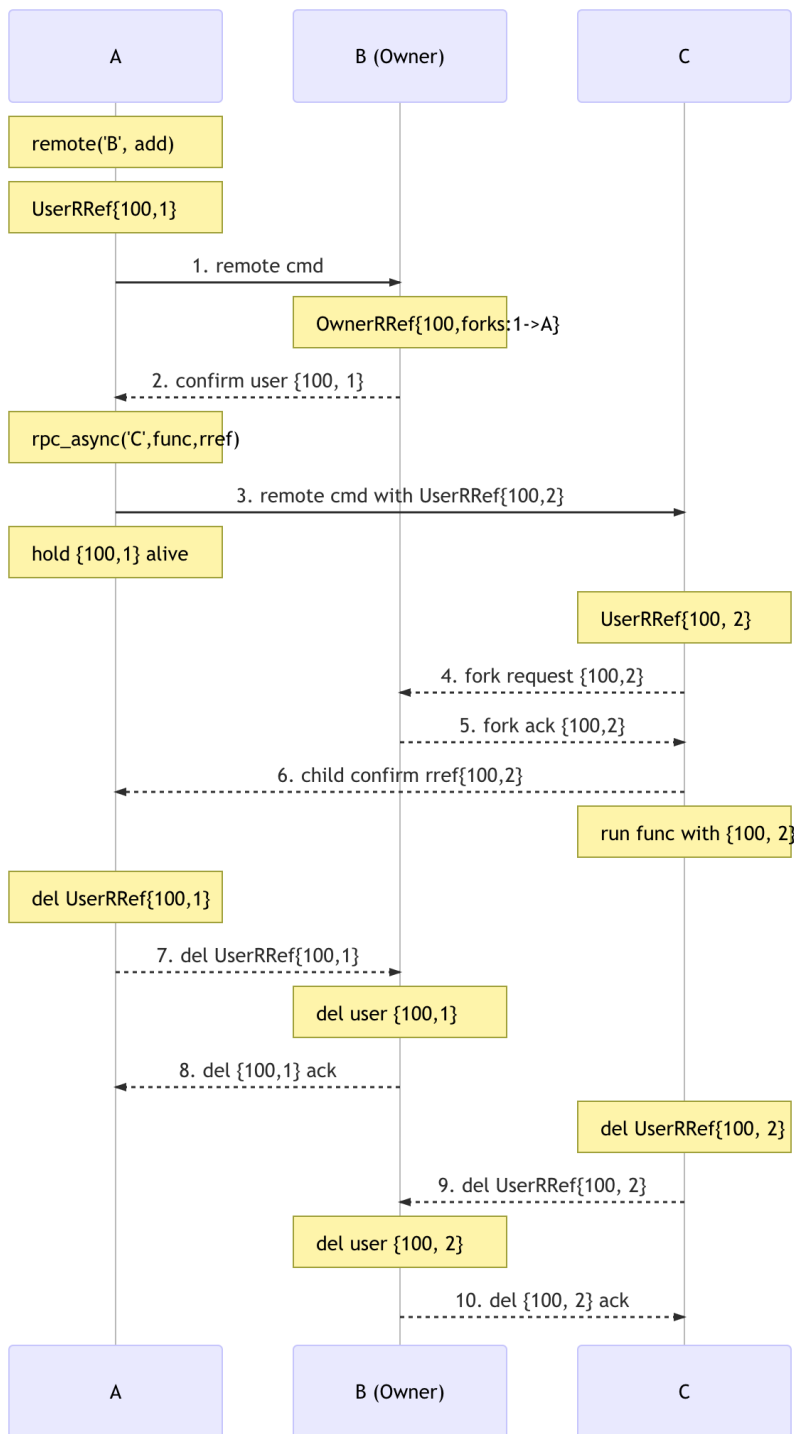 A
B (Owner)
C
remote('B', add)
UserRRef{100,1}
1. remote cmd
OwnerRRef{100,forks:1->A}
2. confirm user {100, 1}
rpc_async('C',func,rref)
3. remote cmd with UserRRef{100,2}
hold {100,1} alive
UserRRef{100, 2}
4. fork request {100,2}
5. fork ack {100,2}
6. child confirm rref{100,2}
run func with {100, 2}
del UserRRef{100,1}
7. del UserRRef{100,1}
del user {100,1}
8. del {100,1} ack
del UserRRef{100, 2}
9. del UserRRef{100, 2}
del user {100, 2}
10. del {100, 2} ack
A
B (Owner)
C